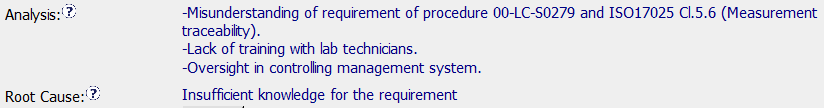 Analysis:? -Misunderstanding of requirement of procedure 00-LC-S0279 and ISO17025 Cl.5.6 (Measurement
traceability).
-Lack of training with lab technicians.
-Oversight in controlling management system.
Root Cause:? Insufficient knowledge for the requirement